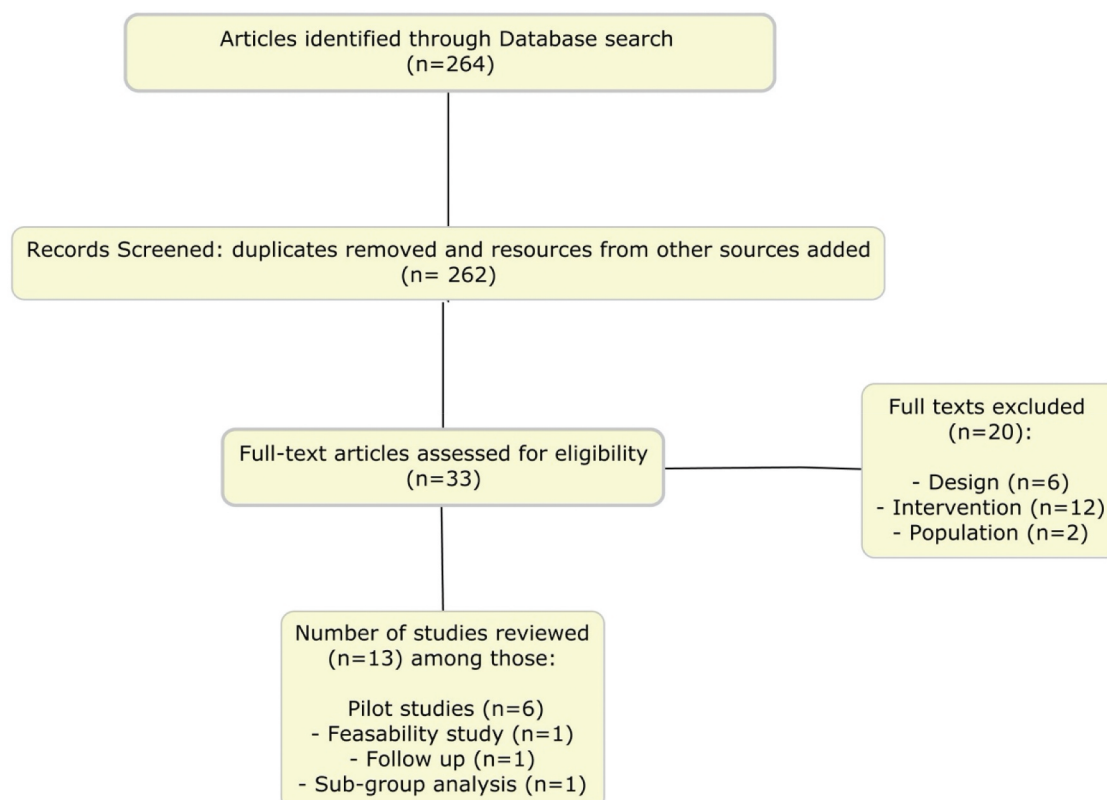 Articles identified through Database search
(n=264)
Records Screened: duplicates removed and resources from other sources added
(n= 262)
Full-text articles assessed for eligibility
(n=33)
Full texts excluded
(n=20):
- Design (n=6)
- Intervention (n=12)
- Population (n=2)
Number of studies reviewed
(n=13) among those:
Pilot studies (n=6)
- Feasability study (n=1)
- Follow up (n=1)
- Sub-group analysis (n=1)